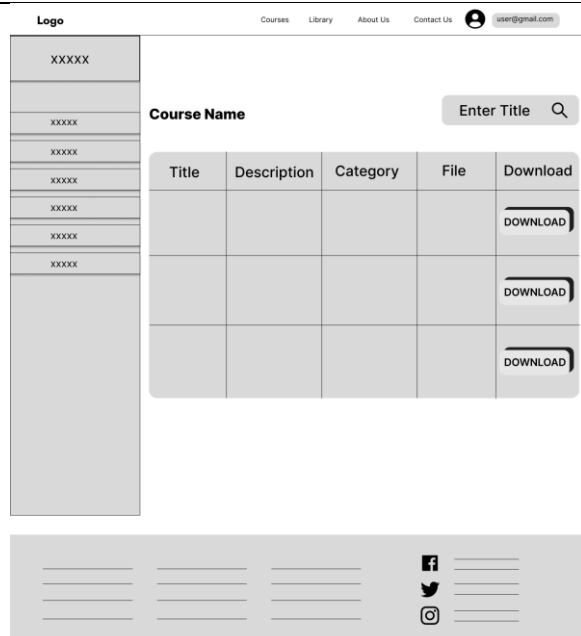 Logo Courses Library About Us Contact Us user@gmail.com
XXXXX
Course Name Enter Title
XXXXX
XXXXX
XXXXX
XXXXX
XXXXX
XXXXX
Title Description Category File Download
DOWNLOAD
DOWNLOAD
DOWNLOAD